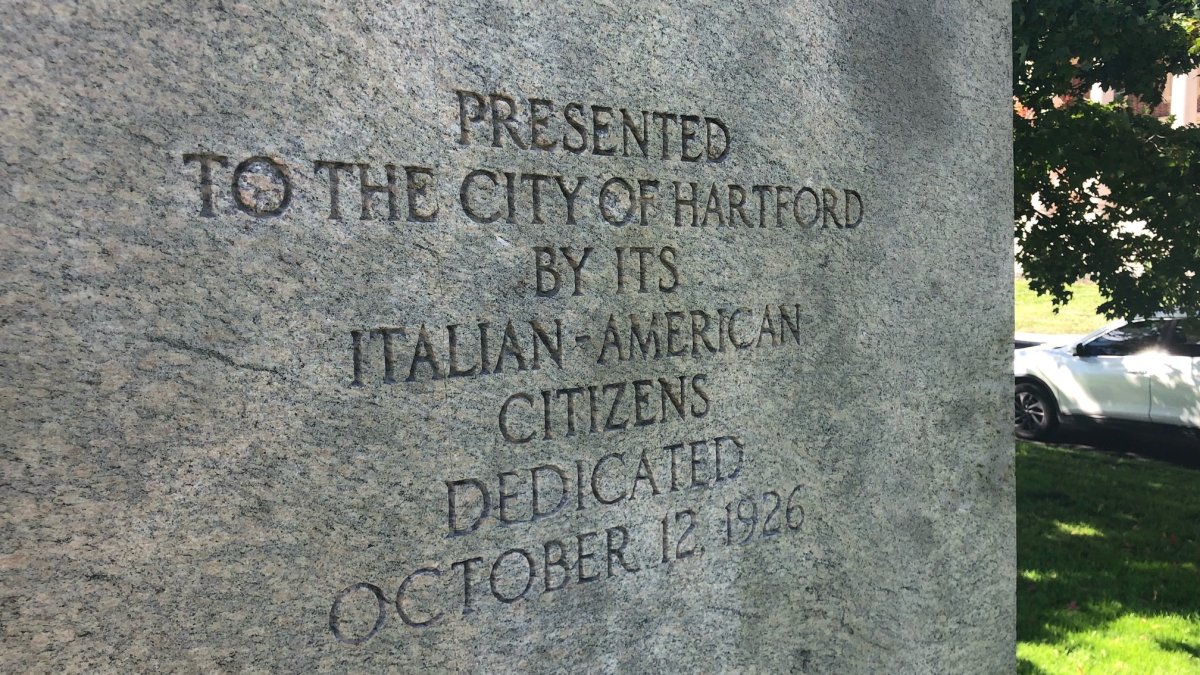 PRESENTED
TO THE CITY OF HARTFORD
BY ITS
ITALIAN-AMERICAN
CITIZENS
DEDICATED
OCTOBER 12, 1926